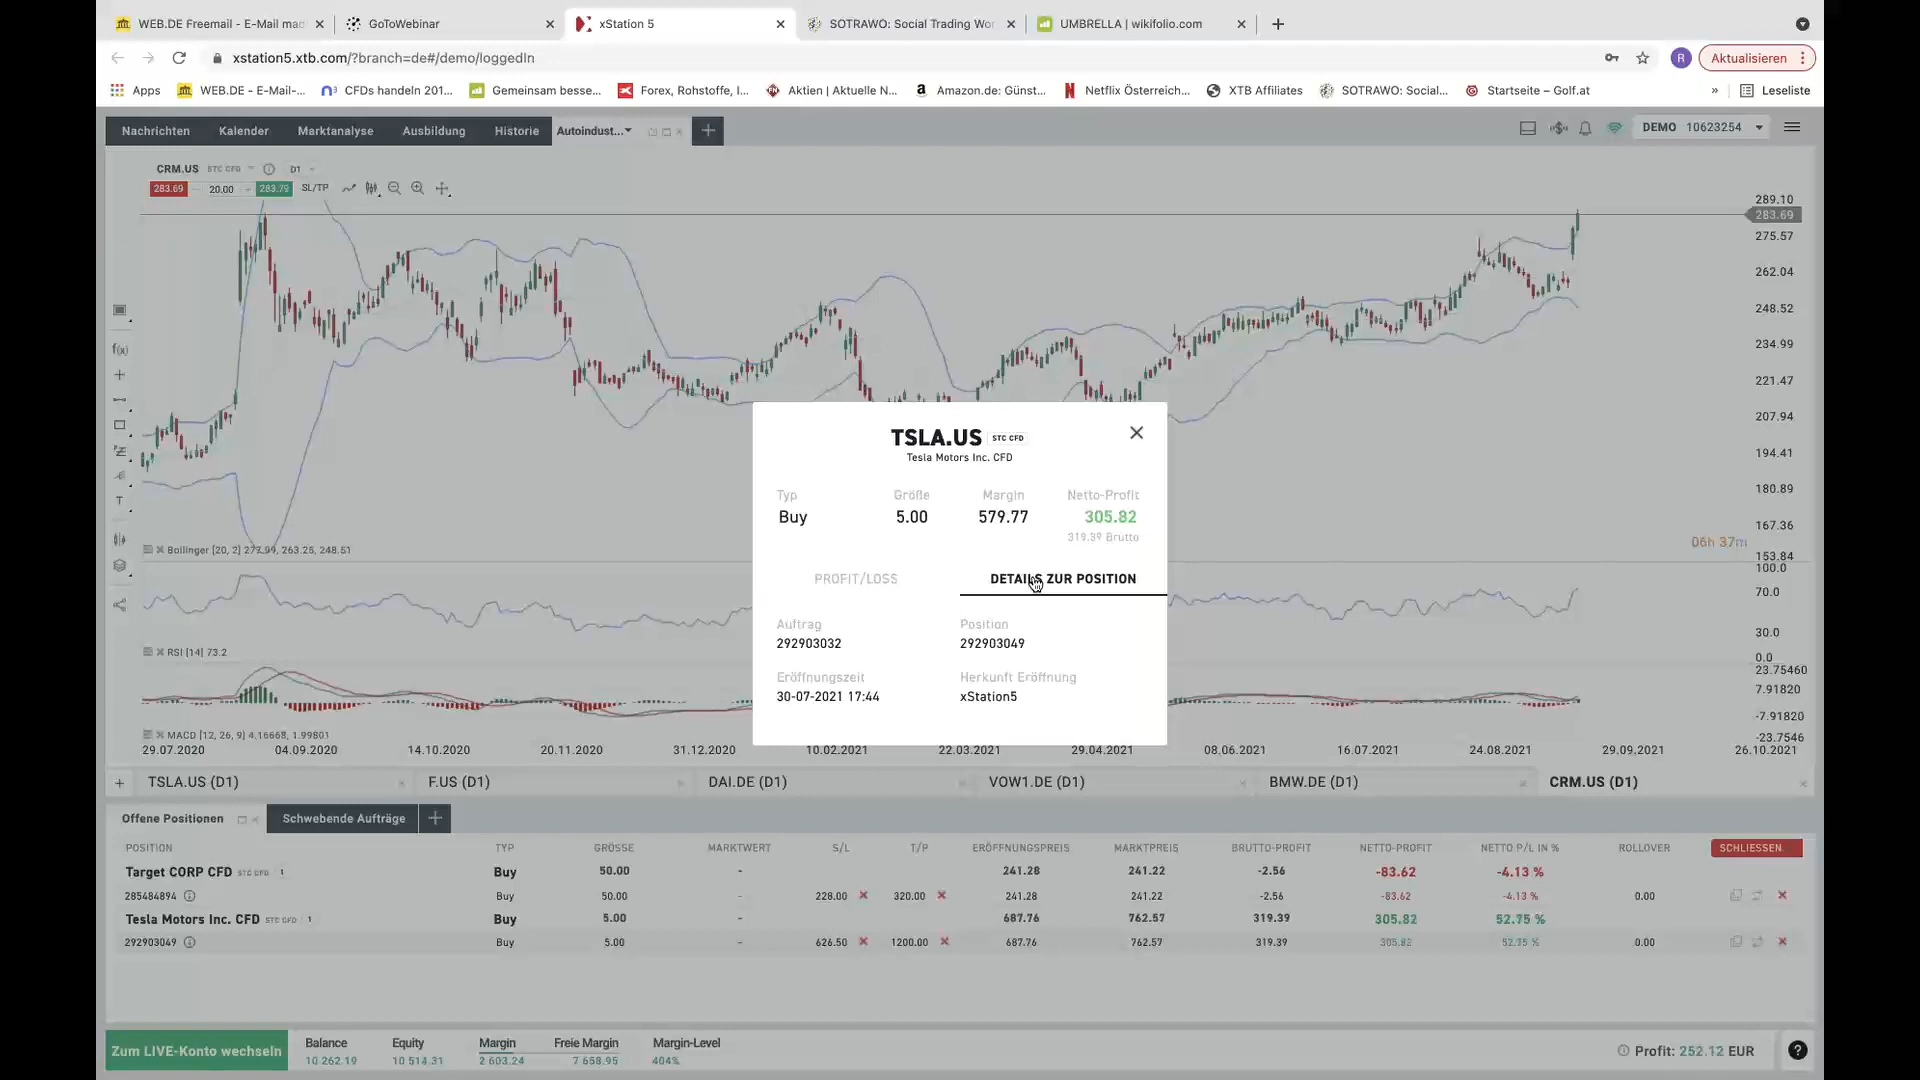 WEB.DE Freemail - E-Mail mac
GoToWebinar
xStation 5
SOTRAWO: Social Trading Wor
UMBRELLA | wikifolio.com
xstation5.xtb.com/?branch=de#/demo/loggedIn
R
Aktualisieren
Apps
WEB.DE - E-Mail-...
CFDs handeln 201...
Gemeinsam besse...
Forex, Rohstoffe, I...
Aktien | Aktuelle N...
Amazon.de: Günst...
Netflix Österreich...
XTB Affiliates
SOTRAWO: Social...
Startseite – Golf.at
»
Leseliste
Nachrichten
Kalender
Marktanalyse
Ausbildung
Historie
Autoindust...
DEMO 10623254
CRM.US STC CFD D1
283.69 20.00 283.79 SL/TP
289.10
283.69
275.57
262.04
248.52
234.99
221.47
207.94
194.41
180.89
167.36
153.84
06h 37m
f(x)
T
Bollinger [20, 2] 277.99, 263.25, 248.51
100.0
70.0
30.0
0.0
RSI [14] 73.2
23.75460
7.91820
-7.91820
-23.7546
MACD [12, 26, 9] 4.16668, 1.99801
29.07.2020 04.09.2020 14.10.2020 20.11.2020 31.12.2020 10.02.2021 22.03.2021 29.04.2021 08.06.2021 16.07.2021 24.08.2021 29.09.2021 26.10.2021
TSLA.US STC CFD
Tesla Motors Inc. CFD
Typ Größe Margin Netto-Profit
Buy 5.00 579.77 305.82
319.39 Brutto
PROFIT/LOSS DETAILS ZUR POSITION
Auftrag Position
292903032 292903049
Eröffnungszeit Herkunft Eröffnung
30-07-2021 17:44 xStation5
TSLA.US (D1) F.US (D1) DAI.DE (D1) VOW1.DE (D1) BMW.DE (D1) CRM.US (D1)
Offene Positionen Schwebende Aufträge
POSITION TYP GRÖSSE MARKTWERT S/L T/P ERÖFFNUNGSPREIS MARKTPREIS BRUTTO-PROFIT NETTO-PROFIT NETTO P/L IN % ROLLOVER SCHLIESSEN
Target CORP CFD STC CFD 1 Buy 50.00 - 241.28 241.22 -2.56 -83.62 -4.13 %
285484894 Buy 50.00 - 228.00 320.00 241.28 241.22 -2.56 -83.62 -4.13 % 0.00
Tesla Motors Inc. CFD STC CFD 1 Buy 5.00 - 687.76 762.57 319.39 305.82 52.75 %
292903049 Buy 5.00 - 626.50 1200.00 687.76 762.57 319.39 305.82 52.75 % 0.00
Zum LIVE-Konto wechseln
Balance Equity Margin Freie Margin Margin-Level
10 262.19 10 514.31 2 603.24 7 658.95 404%
Profit: 252.12 EUR
?